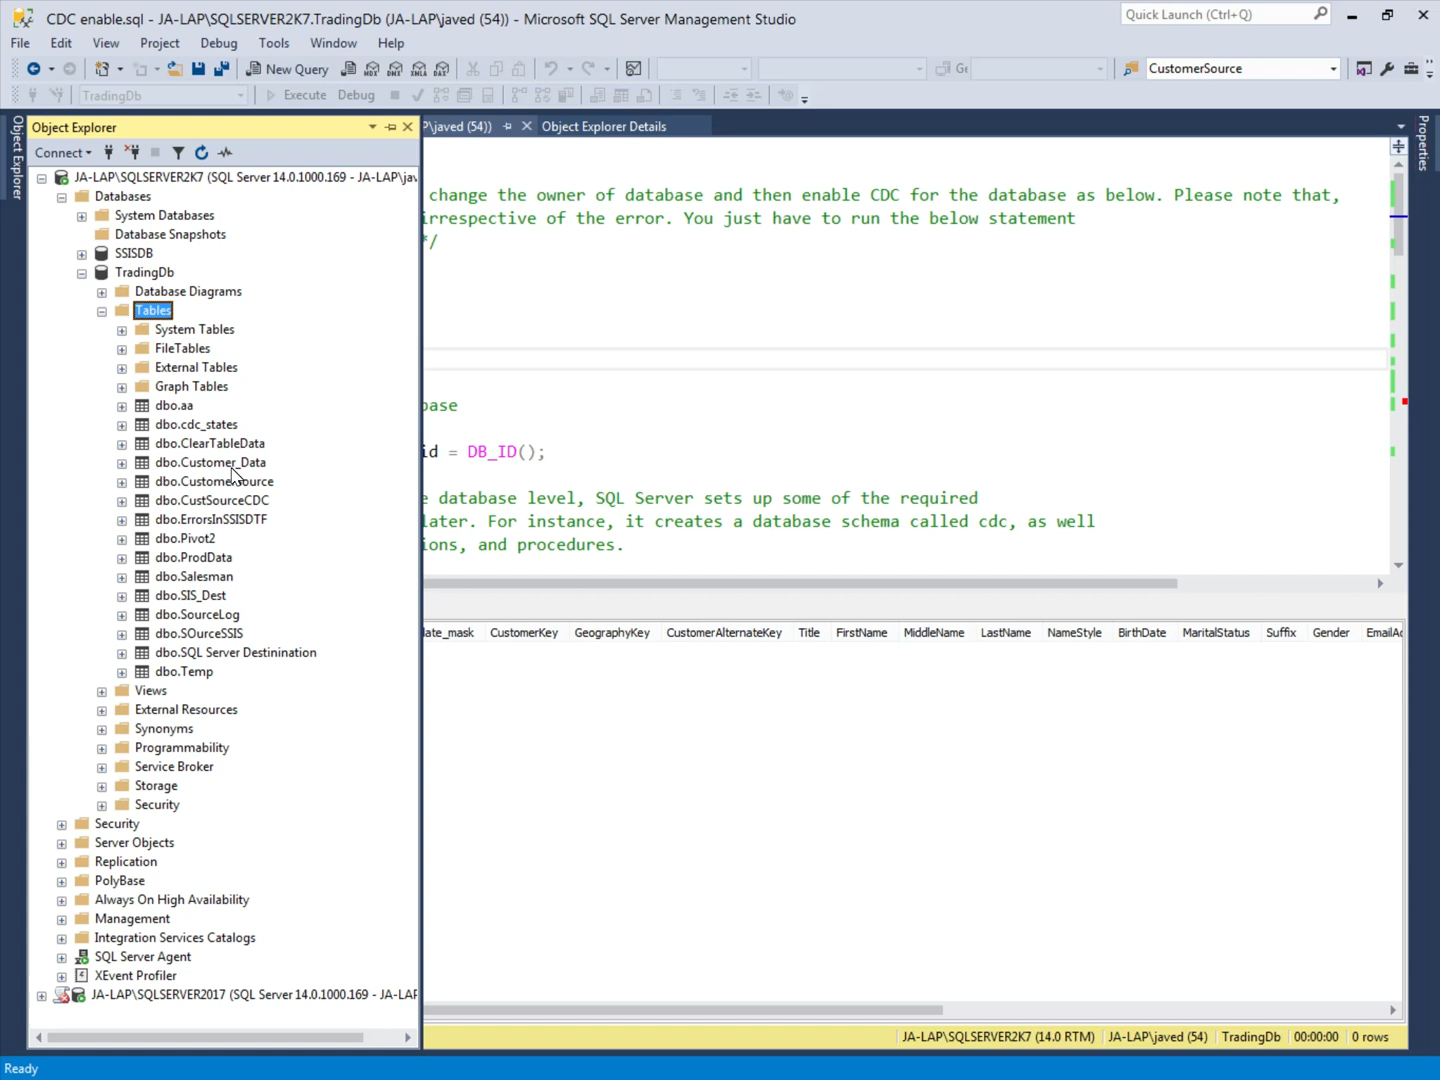 CDC enable.sql - JA-LAP\SQLSERVER2K7.TradingDb (JA-LAP\javed (54)) - Microsoft SQL Server Management Studio
Quick Launch (Ctrl+Q)
File Edit View Project Debug Tools Window Help
New Query
CustomerSource
TradingDb
Execute Debug
Object Explorer
Object Explorer
P\javed (54))
Object Explorer Details
Properties
Connect
JA-LAP\SQLSERVER2K7 (SQL Server 14.0.1000.169 - JA-LAP\jav
Databases
System Databases
Database Snapshots
SSISDB
TradingDb
Database Diagrams
Tables
System Tables
FileTables
External Tables
Graph Tables
dbo.aa
dbo.cdc_states
dbo.ClearTableData
dbo.Customer_Data
dbo.CustomerSource
dbo.CustSourceCDC
dbo.ErrorsInSSISDTF
dbo.Pivot2
dbo.ProdData
dbo.Salesman
dbo.SIS_Dest
dbo.SourceLog
dbo.SOurceSSIS
dbo.SQL Server Destinination
dbo.Temp
Views
External Resources
Synonyms
Programmability
Service Broker
Storage
Security
Security
Server Objects
Replication
PolyBase
Always On High Availability
Management
Integration Services Catalogs
SQL Server Agent
XEvent Profiler
JA-LAP\SQLSERVER2017 (SQL Server 14.0.1000.169 - JA-LAP
change the owner of database and then enable CDC for the database as below. Please note that,
irrespective of the error. You just have to run the below statement
*/
base
id = DB_ID();
e database level, SQL Server sets up some of the required
later. For instance, it creates a database schema called cdc, as well
ions, and procedures.
date_mask CustomerKey GeographyKey CustomerAlternateKey Title FirstName MiddleName LastName NameStyle BirthDate MaritalStatus Suffix Gender EmailAc
JA-LAP\SQLSERVER2K7 (14.0 RTM) JA-LAP\javed (54) TradingDb 00:00:00 0 rows
Ready